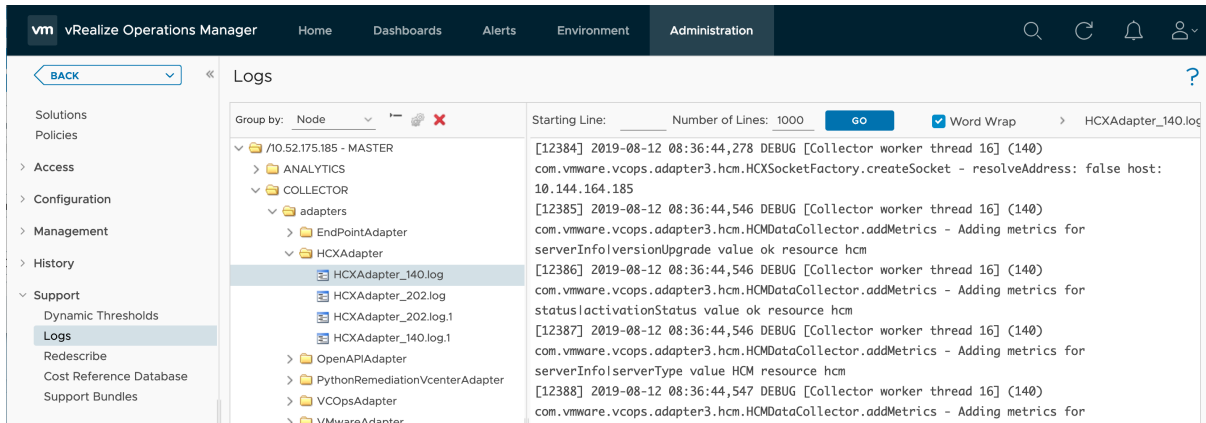 vm vRealize Operations Manager Home Dashboards Alerts Environment Administration
BACK
«
Logs
?
Solutions
Policies
Access
Configuration
Management
History
Support
Dynamic Thresholds
Logs
Redescribe
Cost Reference Database
Support Bundles
Group by: Node
/10.52.175.185 - MASTER
ANALYTICS
COLLECTOR
adapters
EndPointAdapter
HCXAdapter
HCXAdapter_140.log
HCXAdapter_202.log
HCXAdapter_202.log.1
HCXAdapter_140.log.1
OpenAPIAdapter
PythonRemediationVcenterAdapter
VCOpsAdapter
VMwareAdapter
Starting Line: Number of Lines: 1000 GO Word Wrap > HCXAdapter_140.log
[12384] 2019-08-12 08:36:44,278 DEBUG [Collector worker thread 16] (140)
com.vmware.vcops.adapter3.hcm.HCXSocketFactory.createSocket - resolveAddress: false host:
10.144.164.185
[12385] 2019-08-12 08:36:44,546 DEBUG [Collector worker thread 16] (140)
com.vmware.vcops.adapter3.hcm.HCMDataCollector.addMetrics - Adding metrics for
serverInfo|versionUpgrade value ok resource hcm
[12386] 2019-08-12 08:36:44,546 DEBUG [Collector worker thread 16] (140)
com.vmware.vcops.adapter3.hcm.HCMDataCollector.addMetrics - Adding metrics for
status|activationStatus value ok resource hcm
[12387] 2019-08-12 08:36:44,546 DEBUG [Collector worker thread 16] (140)
com.vmware.vcops.adapter3.hcm.HCMDataCollector.addMetrics - Adding metrics for
serverInfo|serverType value HCM resource hcm
[12388] 2019-08-12 08:36:44,547 DEBUG [Collector worker thread 16] (140)
com.vmware.vcops.adapter3.hcm.HCMDataCollector.addMetrics - Adding metrics for